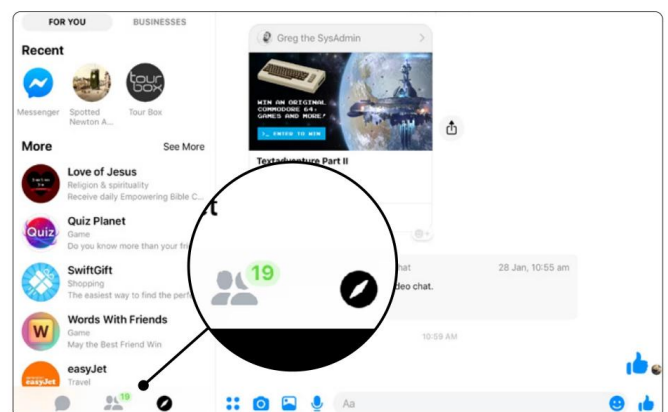 FOR YOU
BUSINESSES
Recent
Messenger
Spotted
Newton A...
tour
box
Tour Box
More
See More
Love of Jesus
Religion & spirituality
Receive daily Empowering Bible C...
Quiz
Quiz Planet
Game
Do you know more than your
SwiftGift
Shopping
The easiest way to find the
W
Words With Friends
Game
May the Best Friend Win
easyJet
easyJet
Travel
19
19
Greg the SysAdmin
WIN AN ORIGINAL
COMMODORE 64,
GAMES AND MORE!
>_ ENTER TO WIN
Textadventure Part II
28 Jan, 10:55 am
deo chat.
10:59 AM
Aa